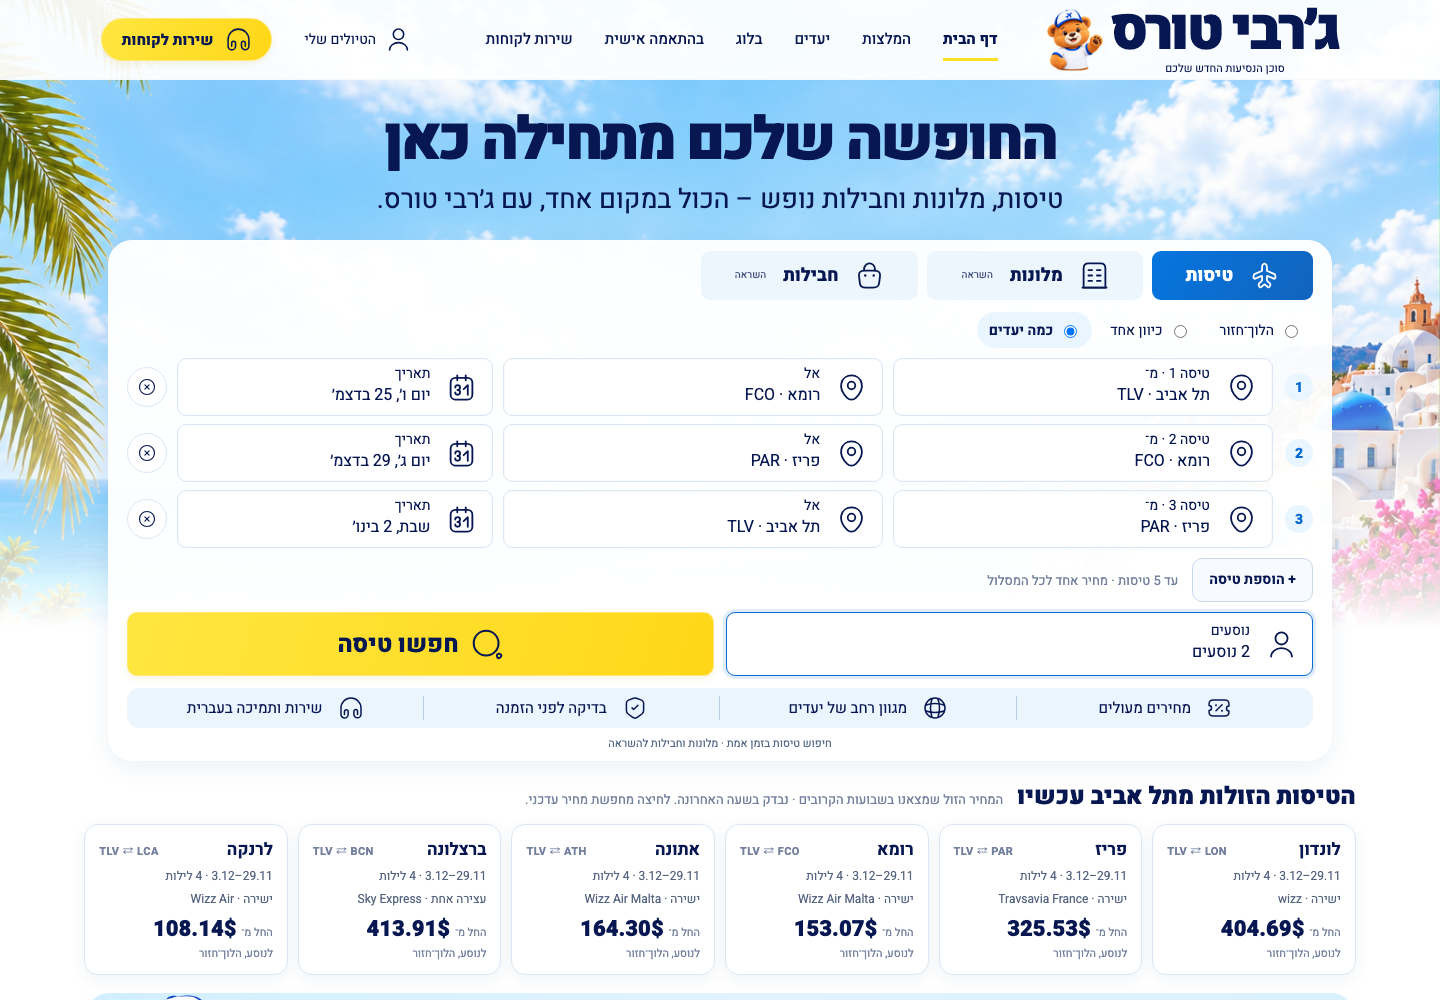 ג׳רבי טורס
סוכן הנסיעות החדש שלכם
דף הבית
המלצות
יעדים
בלוג
בהתאמה אישית
שירות לקוחות
הטיולים שלי
שירות לקוחות
החופשה שלכם מתחילה כאן
טיסות, מלונות וחבילות נופש – הכול במקום אחד, עם ג׳רבי טורס.
טיסות
מלונות השראה
חבילות השראה
הלוך־חזור
כיוון אחד
כמה יעדים
1
טיסה 1 · מ־
תל אביב · TLV
אל
רומא · FCO
תאריך
יום ו׳, 25 בדצמ׳
2
טיסה 2 · מ־
רומא · FCO
אל
פריז · PAR
תאריך
יום ג׳, 29 בדצמ׳
3
טיסה 3 · מ־
פריז · PAR
אל
תל אביב · TLV
תאריך
שבת, 2 בינו׳
+ הוספת טיסה
עד 5 טיסות · מחיר אחד לכל המסלול
נוסעים
2 נוסעים
חפשו טיסה
מחירים מעולים
מגוון רחב של יעדים
בדיקה לפני הזמנה
שירות ותמיכה בעברית
חיפוש טיסות בזמן אמת · מלונות וחבילות להשראה
הטיסות הזולות מתל אביב עכשיו
המחיר הזול שמצאנו בשבועות הקרובים · נבדק בשעה האחרונה. לחיצה מחפשת מחיר עדכני.
לונדון
TLV ⇄ LON
29.11–3.12 · 4 לילות
ישירה · wizz
החל מ־ 404.69$
לנוסע, הלוך־חזור
פריז
TLV ⇄ PAR
29.11–3.12 · 4 לילות
ישירה · Travsavia France
החל מ־ 325.53$
לנוסע, הלוך־חזור
רומא
TLV ⇄ FCO
29.11–3.12 · 4 לילות
ישירה · Wizz Air Malta
החל מ־ 153.07$
לנוסע, הלוך־חזור
אתונה
TLV ⇄ ATH
29.11–3.12 · 4 לילות
ישירה · Wizz Air Malta
החל מ־ 164.30$
לנוסע, הלוך־חזור
ברצלונה
TLV ⇄ BCN
29.11–3.12 · 4 לילות
עצירה אחת · Sky Express
החל מ־ 413.91$
לנוסע, הלוך־חזור
לרנקה
TLV ⇄ LCA
29.11–3.12 · 4 לילות
ישירה · Wizz Air
החל מ־ 108.14$
לנוסע, הלוך־חזור